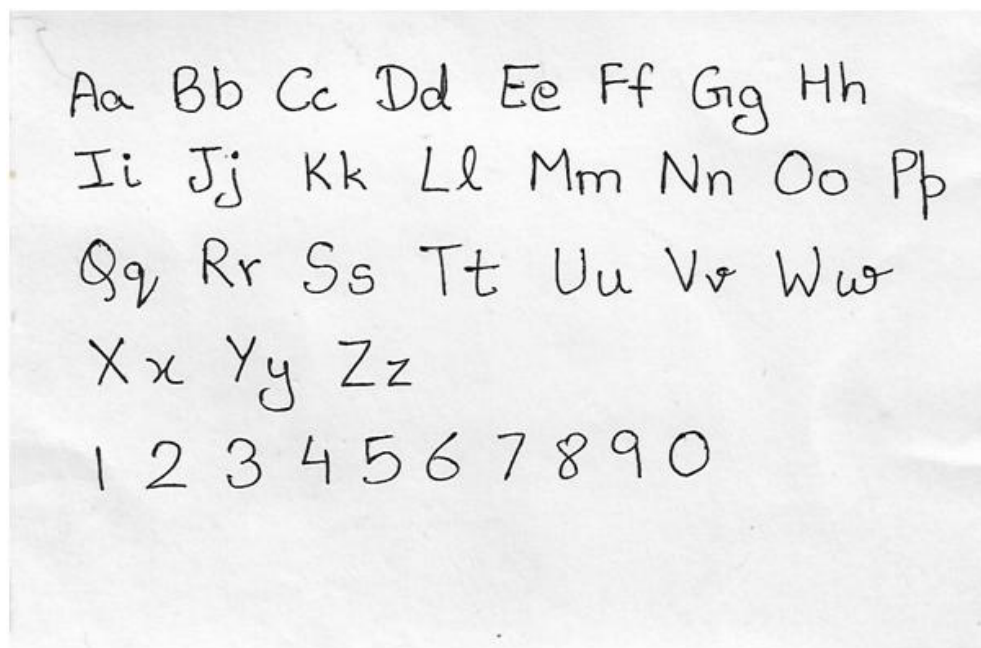 Aa Bb Cc Dd Ee Ff Gg Hh
Ii Jj Kk Ll Mm Nn Oo Pp
Qq Rr Ss Tt Uu Vv Ww
Xx Yy Zz
1 2 3 4 5 6 7 8 9 0